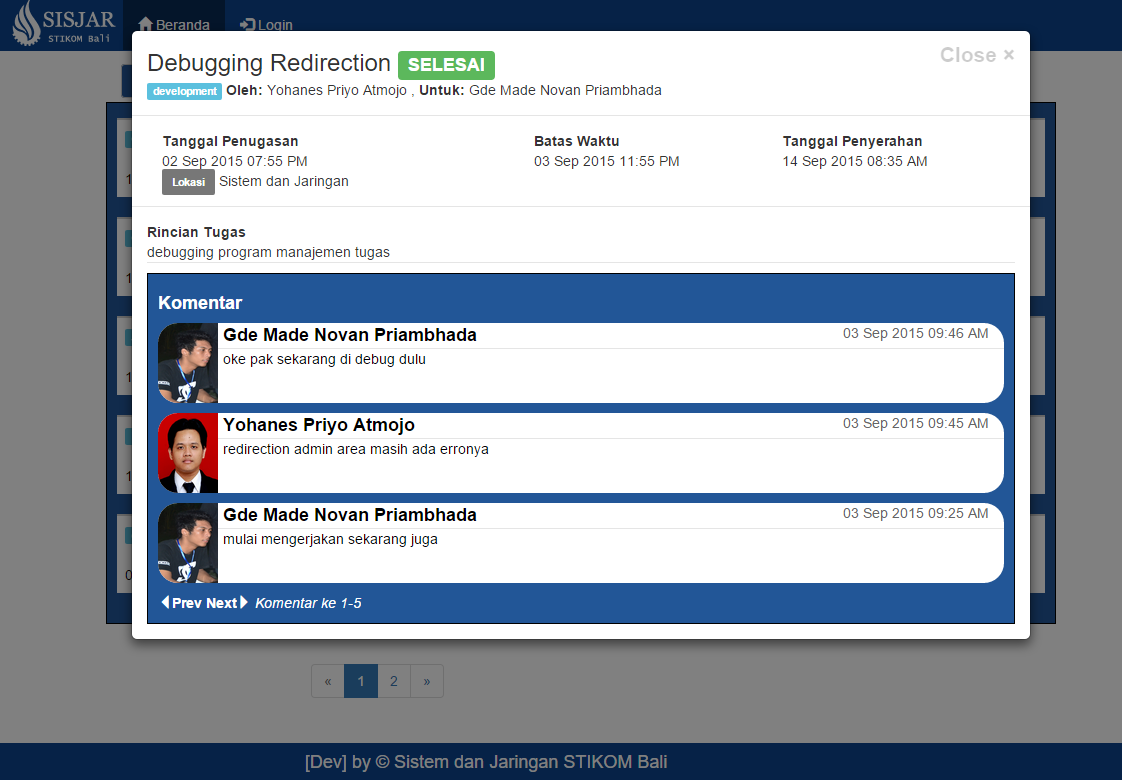 SISJAR
STIKOM Bali
Beranda
Login
Close ×
Debugging Redirection SELESAI
development Oleh: Yohanes Priyo Atmojo , Untuk: Gde Made Novan Priambhada
Tanggal Penugasan Batas Waktu Tanggal Penyerahan
02 Sep 2015 07:55 PM 03 Sep 2015 11:55 PM 14 Sep 2015 08:35 AM
Lokasi Sistem dan Jaringan
Rincian Tugas
debugging program manajemen tugas
Komentar
Gde Made Novan Priambhada 03 Sep 2015 09:46 AM
oke pak sekarang di debug dulu
Yohanes Priyo Atmojo 03 Sep 2015 09:45 AM
redirection admin area masih ada erronya
Gde Made Novan Priambhada 03 Sep 2015 09:25 AM
mulai mengerjakan sekarang juga
Prev Next Komentar ke 1-5
« 1 2 »
[Dev] by © Sistem dan Jaringan STIKOM Bali